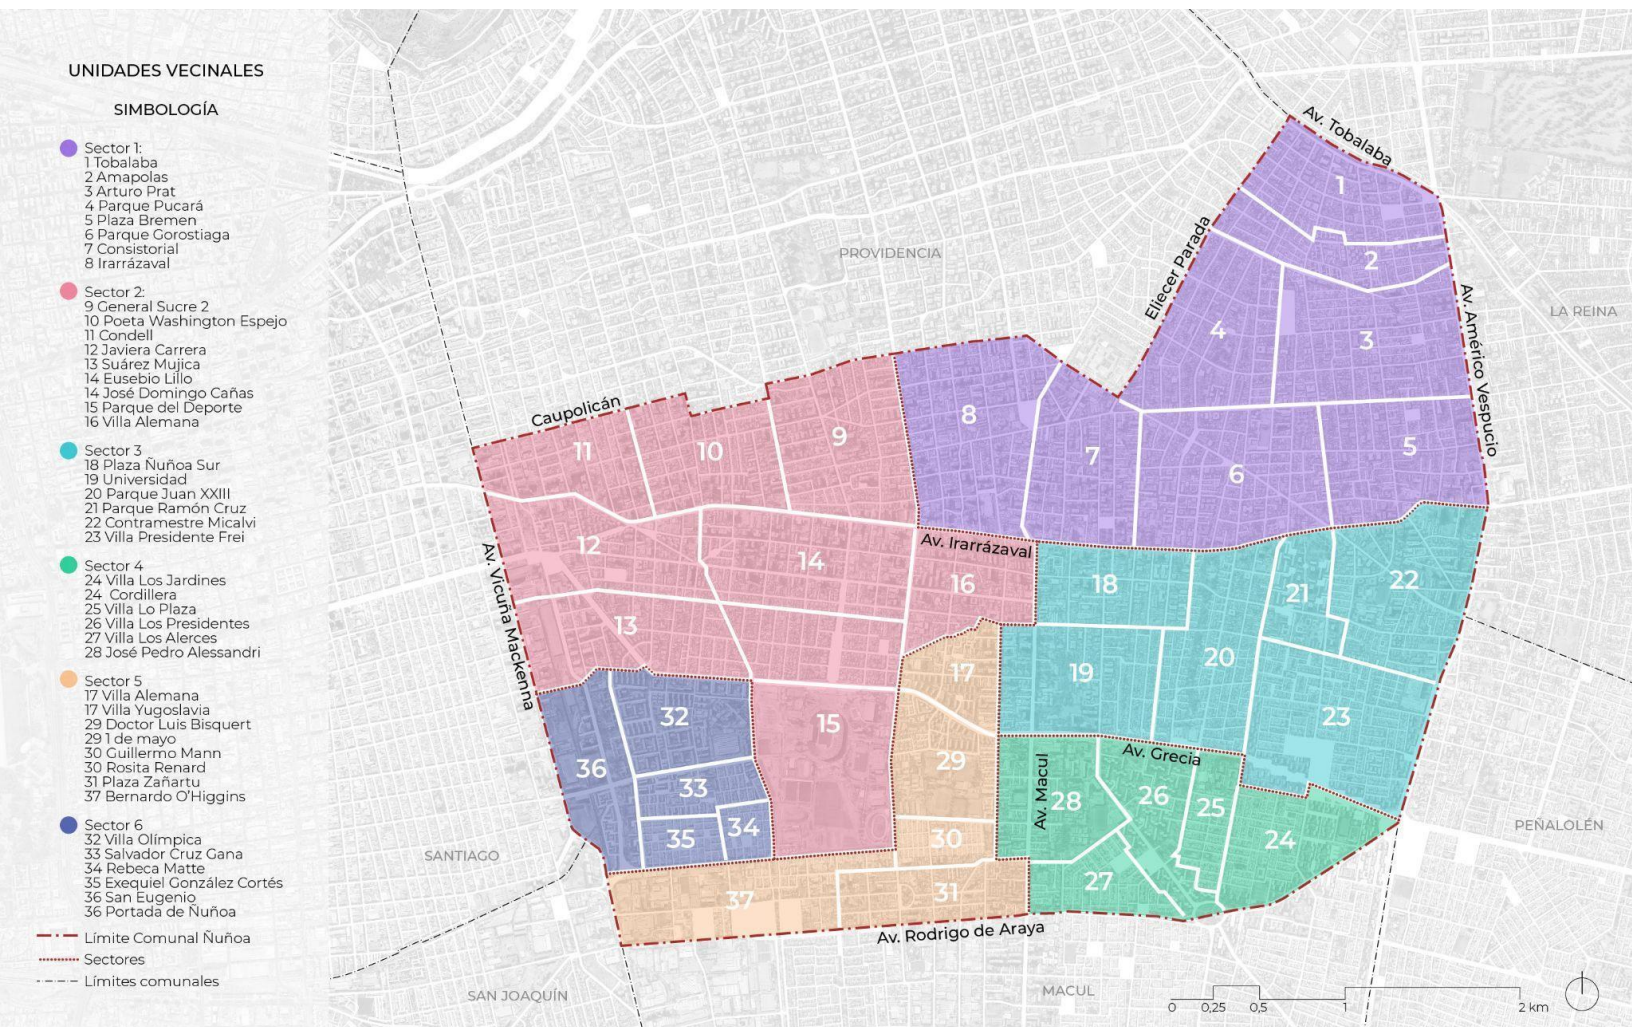 UNIDADES VECINALES
SIMBOLOGÍA
Sector 1:
1 Tobalaba
2 Amapolas
3 Arturo Prat
4 Parque Pucará
5 Plaza Bremen
6 Parque Gorostiaga
7 Consistorial
8 Irarrázaval
Sector 2:
9 General Sucre 2
10 Poeta Washington Espejo
11 Condell
12 Javiera Carrera
13 Suárez Mujica
14 Eusebio Lillo
14 José Domingo Cañas
15 Parque del Deporte
16 Villa Alemana
Sector 3
18 Plaza Ñuñoa Sur
19 Universidad
20 Parque Juan XXIII
21 Parque Ramón Cruz
22 Contramestre Micalvi
23 Villa Presidente Frei
Sector 4
24 Villa Los Jardines
24 Cordillera
25 Villa Lo Plaza
26 Villa Los Presidentes
27 Villa Los Alerces
28 José Pedro Alessandri
Sector 5
17 Villa Alemana
17 Villa Yugoslavia
29 Doctor Luis Bisquert
29 1 de mayo
30 Guillermo Mann
30 Rosita Renard
31 Plaza Zañartu
37 Bernardo O'Higgins
Sector 6
32 Villa Olímpica
33 Salvador Cruz Gana
34 Rebeca Matte
35 Exequiel González Cortés
36 San Eugenio
36 Portada de Ñuñoa
Límite Comunal Ñuñoa
Sectores
Límites comunales
Av. Tobalaba
1
Eliecer Parada
PROVIDENCIA
2
Av. Américo Vespucio
LA REINA
4
3
Caupolicán
8
9
11
10
7
6
5
Av. Irarrázaval
12
14
16
18
21
22
Av. Vicuña Mackenna
13
17
19
20
32
15
23
36
29
Av. Grecia
33
Av. Macul
28
26
25
34
35
30
24
SANTIAGO
PEÑALOLÉN
27
37
31
Av. Rodrigo de Araya
SAN JOAQUÍN
MACUL
0
0,25
0,5
1
2 km